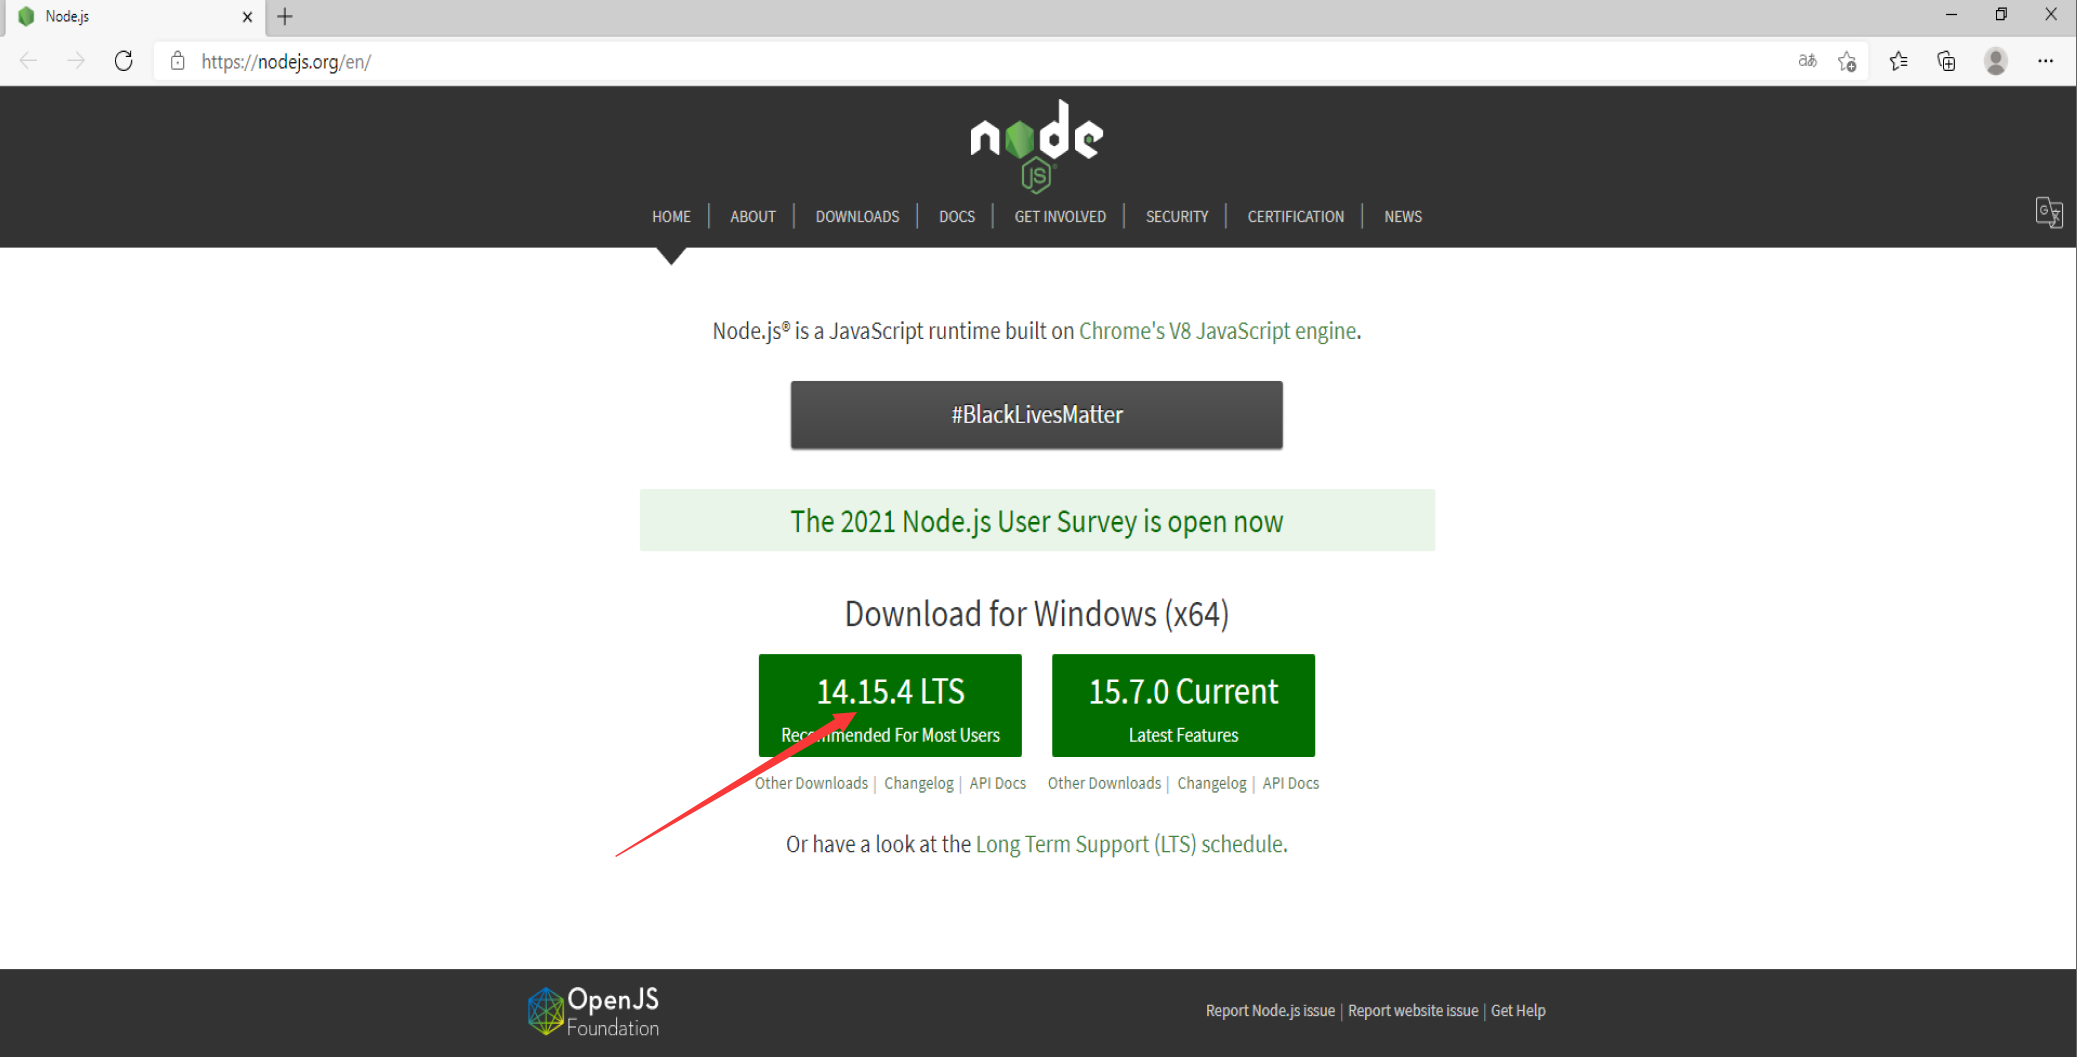 Node.js
https://nodejs.org/en/
node
JS
HOME | ABOUT | DOWNLOADS | DOCS | GET INVOLVED | SECURITY | CERTIFICATION | NEWS
Node.js® is a JavaScript runtime built on Chrome's V8 JavaScript engine.
#BlackLivesMatter
The 2021 Node.js User Survey is open now
Download for Windows (x64)
14.15.4 LTS
Recommended For Most Users
15.7.0 Current
Latest Features
Other Downloads | Changelog | API Docs
Other Downloads | Changelog | API Docs
Or have a look at the Long Term Support (LTS) schedule.
OpenJS
Foundation
Report Node.js issue | Report website issue | Get Help